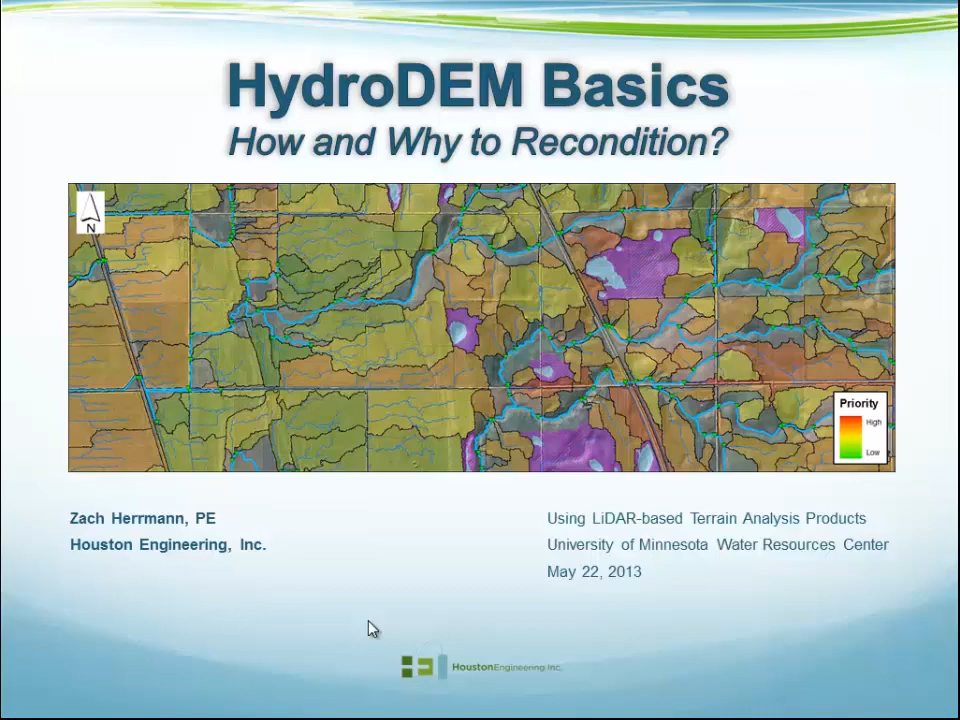 HydroDEM Basics
How and Why to Recondition?
N
Priority
High
Low
Zach Herrmann, PE
Houston Engineering, Inc.
Using LiDAR-based Terrain Analysis Products
University of Minnesota Water Resources Center
May 22, 2013
HoustonEngineering Inc.